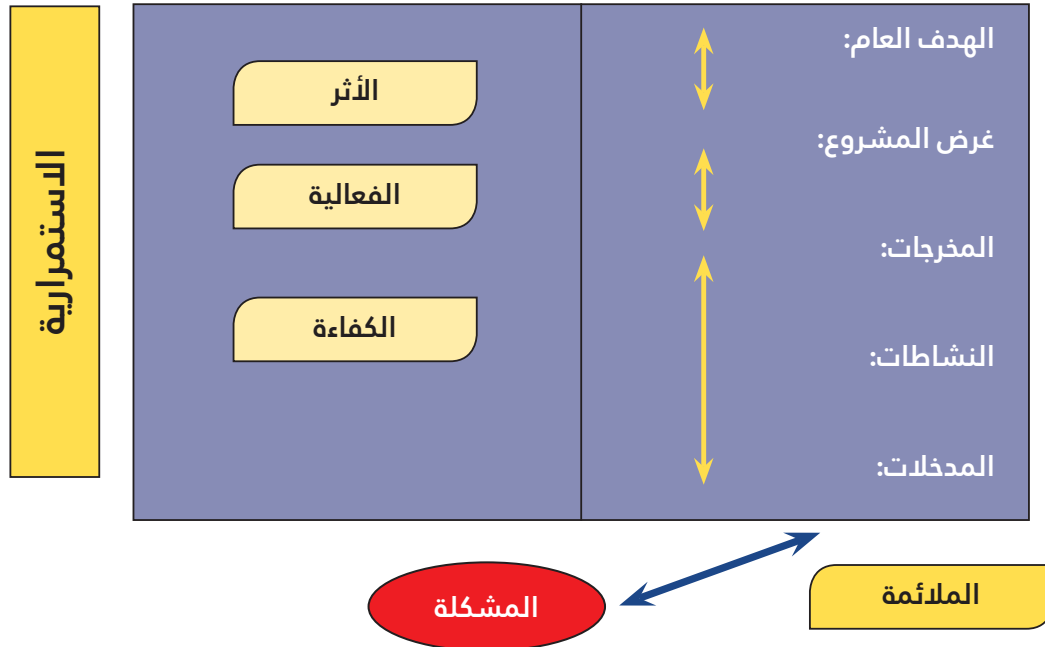 الهدف العام:
غرض المشروع:
المخرجات:
النشاطات:
المدخلات:
الأثر
الفعالية
الكفاءة
الاستمرارية
الملائمة
المشكلة